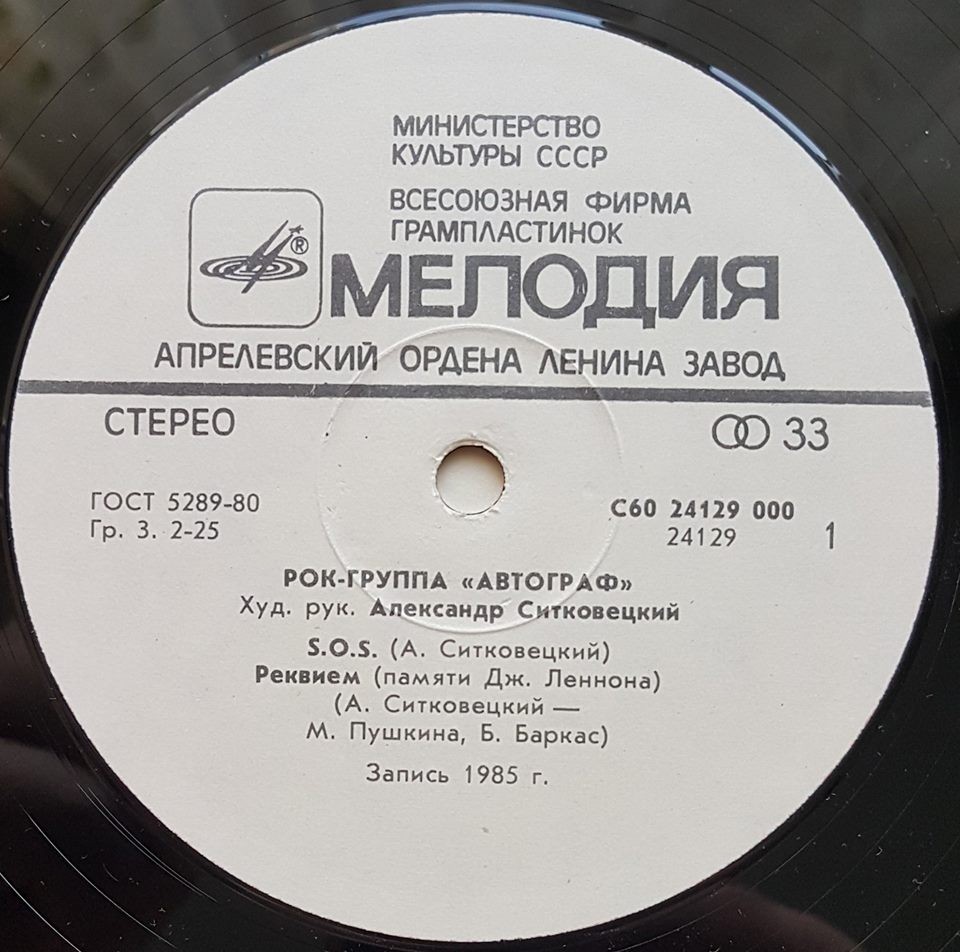 МИНИСТЕРСТВО
КУЛЬТУРЫ СССР
ВСЕСОЮЗНАЯ ФИРМА
ГРАМПЛАСТИНОК
®
МЕЛОДИЯ
АПРЕЛЕВСКИЙ ОРДЕНА ЛЕНИНА ЗАВОД
СТЕРЕО
33
ГОСТ 5289-80
Гр. 3. 2-25
С60 24129 000
24129
1
РОК-ГРУППА «АВТОГРАФ»
Худ. рук. Александр Ситковецкий
S.O.S. (А. Ситковецкий)
Реквием (памяти Дж. Леннона)
(А. Ситковецкий —
М. Пушкина, Б. Баркас)
Запись 1985 г.